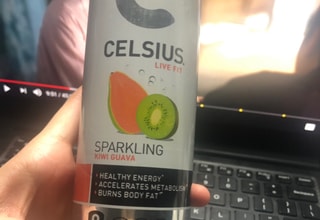 CELSIUS.
LIVE FIT
SPARKLING
KIWI GUAVA
• HEALTHY ENERGY*
• ACCELERATES METABOLISM*
• BURNS BODY FAT*